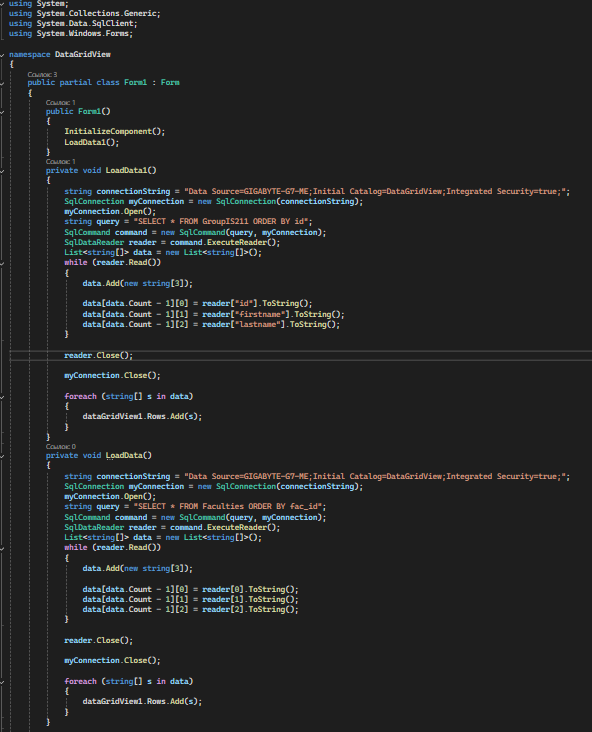 using System;
using System.Collections.Generic;
using System.Data.SqlClient;
using System.Windows.Forms;
namespace DataGridView
{
Ссылок: 3
public partial class Form1 : Form
{
Ссылок: 1
public Form1()
{
InitializeComponent();
LoadData1();
}
Ссылок: 1
private void LoadData1()
{
string connectionString = "Data Source=GIGABYTE-G7-ME;Initial Catalog=DataGridView;Integrated Security=true;";
SqlConnection myConnection = new SqlConnection(connectionString);
myConnection.Open();
string query = "SELECT * FROM GroupIS211 ORDER BY id";
SqlCommand command = new SqlCommand(query, myConnection);
SqlDataReader reader = command.ExecuteReader();
List<string[]> data = new List<string[]>();
while (reader.Read())
{
data.Add(new string[3]);
data[data.Count - 1][0] = reader["id"].ToString();
data[data.Count - 1][1] = reader["firstname"].ToString();
data[data.Count - 1][2] = reader["lastname"].ToString();
}
reader.Close();
myConnection.Close();
foreach (string[] s in data)
{
dataGridView1.Rows.Add(s);
}
}
Ссылок: 0
private void LoadData()
{
string connectionString = "Data Source=GIGABYTE-G7-ME;Initial Catalog=DataGridView;Integrated Security=true;";
SqlConnection myConnection = new SqlConnection(connectionString);
myConnection.Open();
string query = "SELECT * FROM Faculties ORDER BY fac_id";
SqlCommand command = new SqlCommand(query, myConnection);
SqlDataReader reader = command.ExecuteReader();
List<string[]> data = new List<string[]>();
while (reader.Read())
{
data.Add(new string[3]);
data[data.Count - 1][0] = reader[0].ToString();
data[data.Count - 1][1] = reader[1].ToString();
data[data.Count - 1][2] = reader[2].ToString();
}
reader.Close();
myConnection.Close();
foreach (string[] s in data)
{
dataGridView1.Rows.Add(s);
}
}